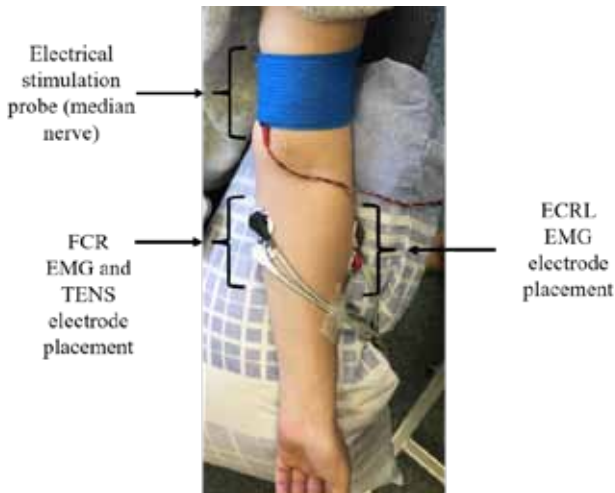 Electrical
stimulation
probe (median
nerve)
FCR
EMG and
TENS
electrode
placement
ECRL
EMG
electrode
placement